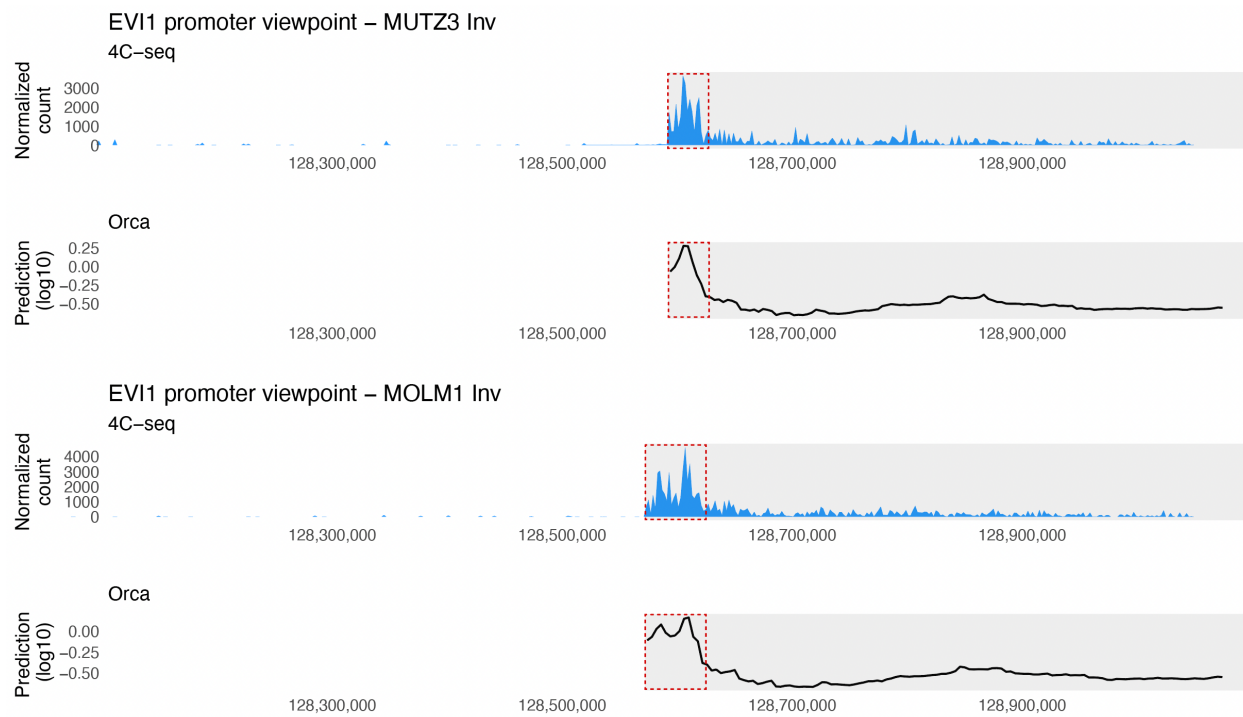 EVI1 promoter viewpoint – MUTZ3 Inv
4C−seq
Normalized
count
3000
2000
1000
0
128,300,000 128,500,000 128,700,000 128,900,000
Orca
Prediction
(log10)
0.25
0.00
−0.25
−0.50
128,300,000 128,500,000 128,700,000 128,900,000
EVI1 promoter viewpoint – MOLM1 Inv
4C−seq
Normalized
count
4000
3000
2000
1000
0
128,300,000 128,500,000 128,700,000 128,900,000
Orca
Prediction
(log10)
0.00
−0.25
−0.50
128,300,000 128,500,000 128,700,000 128,900,000